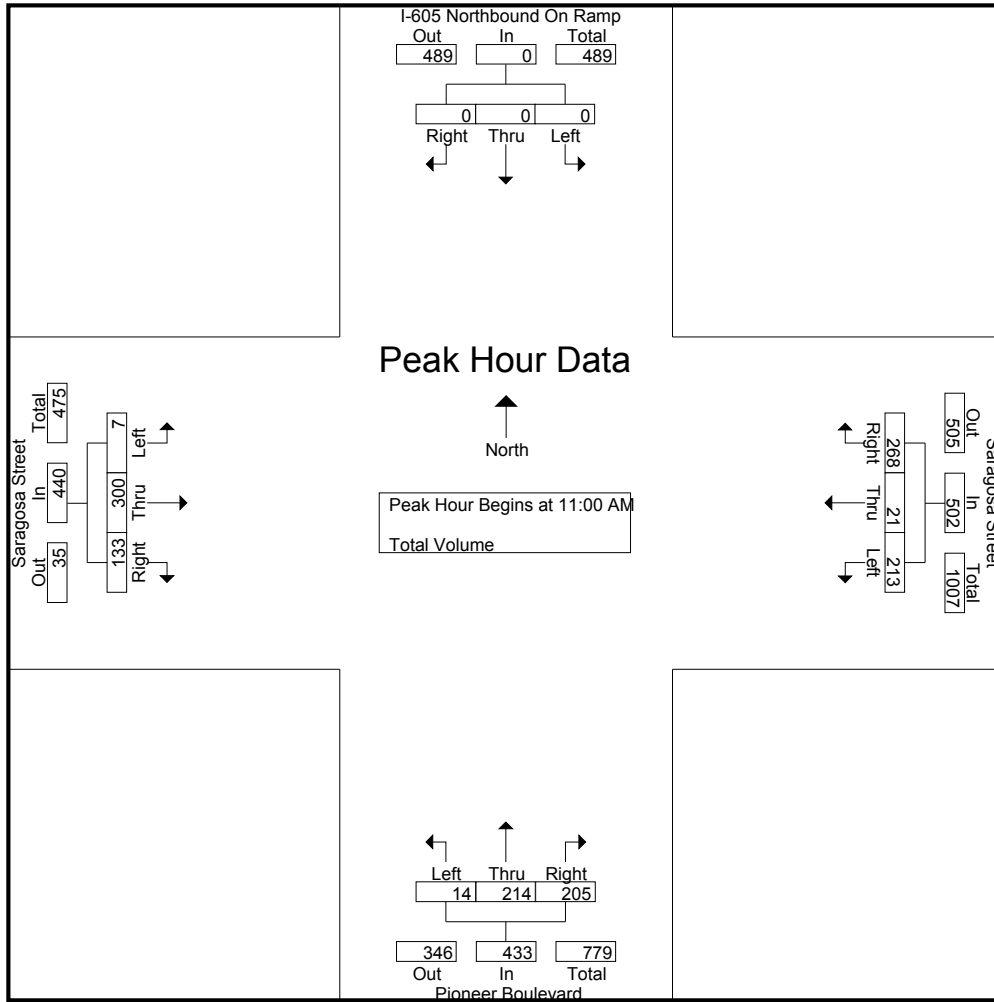 I-605 Northbound On Ramp
Out In Total
489 0 489
0 0 0
Right Thru Left
Peak Hour Data
North
Peak Hour Begins at 11:00 AM
Total Volume
Saragosa Street
Total In Out
475 440 35
7 300 133
Left Thru Right
Right Thru Left
268 21 213
Out In Total
505 502 1007
Saragosa Street
Left Thru Right
14 214 205
346 433 779
Out In Total
Pioneer Boulevard